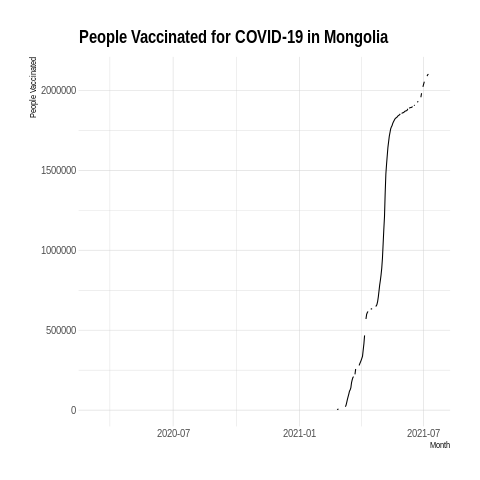 People Vaccinated for COVID-19 in Mongolia
People Vaccinated
2000000
1500000
1000000
500000
0
2020-07
2021-01
2021-07
Month